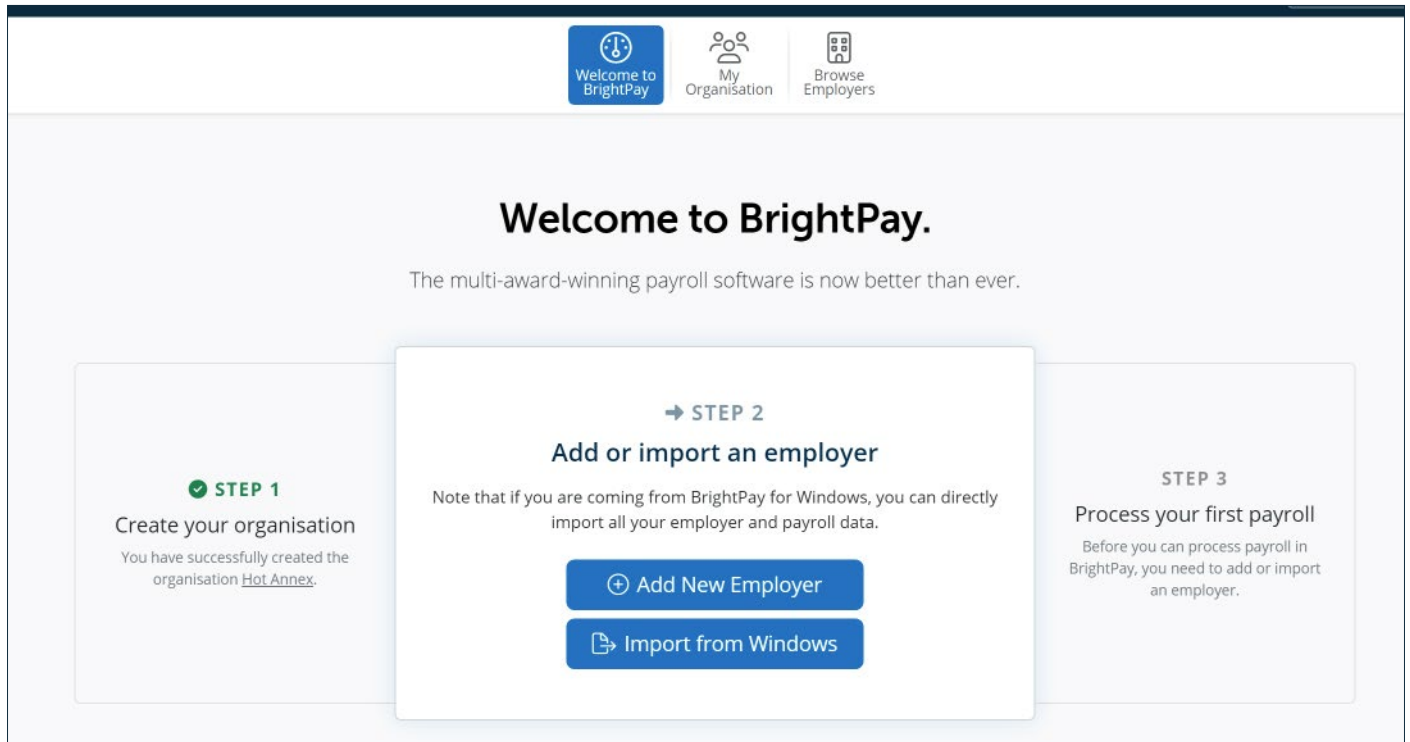 Welcome to
BrightPay
My
Organisation
Browse
Employers
Welcome to BrightPay.
The multi-award-winning payroll software is now better than ever.
STEP 1
Create your organisation
You have successfully created the
organisation Hot Annex.
STEP 2
Add or import an employer
Note that if you are coming from BrightPay for Windows, you can directly
import all your employer and payroll data.
Add New Employer
Import from Windows
STEP 3
Process your first payroll
Before you can process payroll in
BrightPay, you need to add or import
an employer.